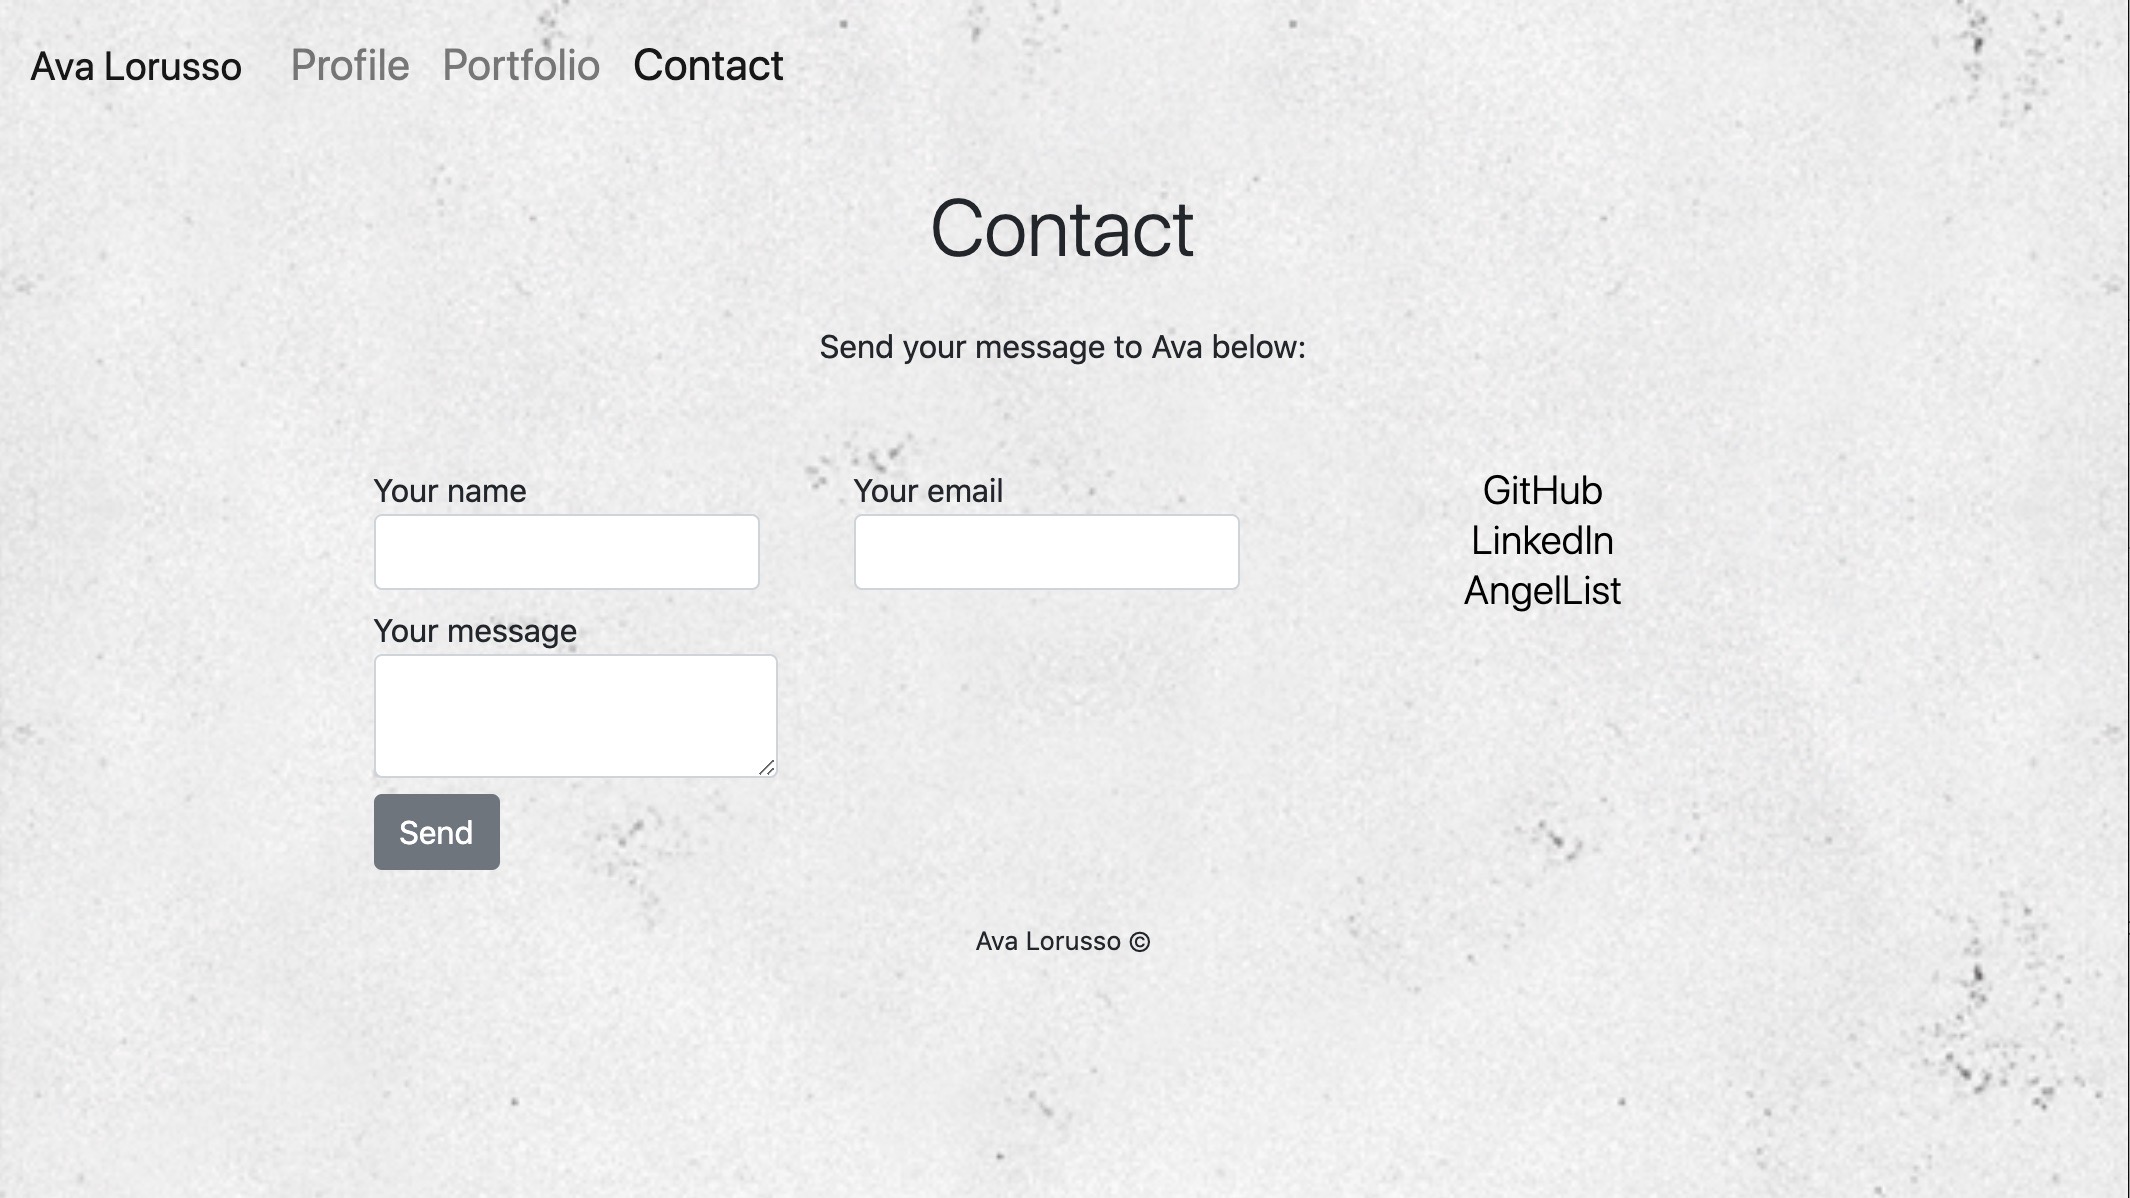 Ava Lorusso Profile Portfolio Contact
Contact
Send your message to Ava below:
Your name
Your email
GitHub
LinkedIn
AngelList
Your message
Send
Ava Lorusso ©